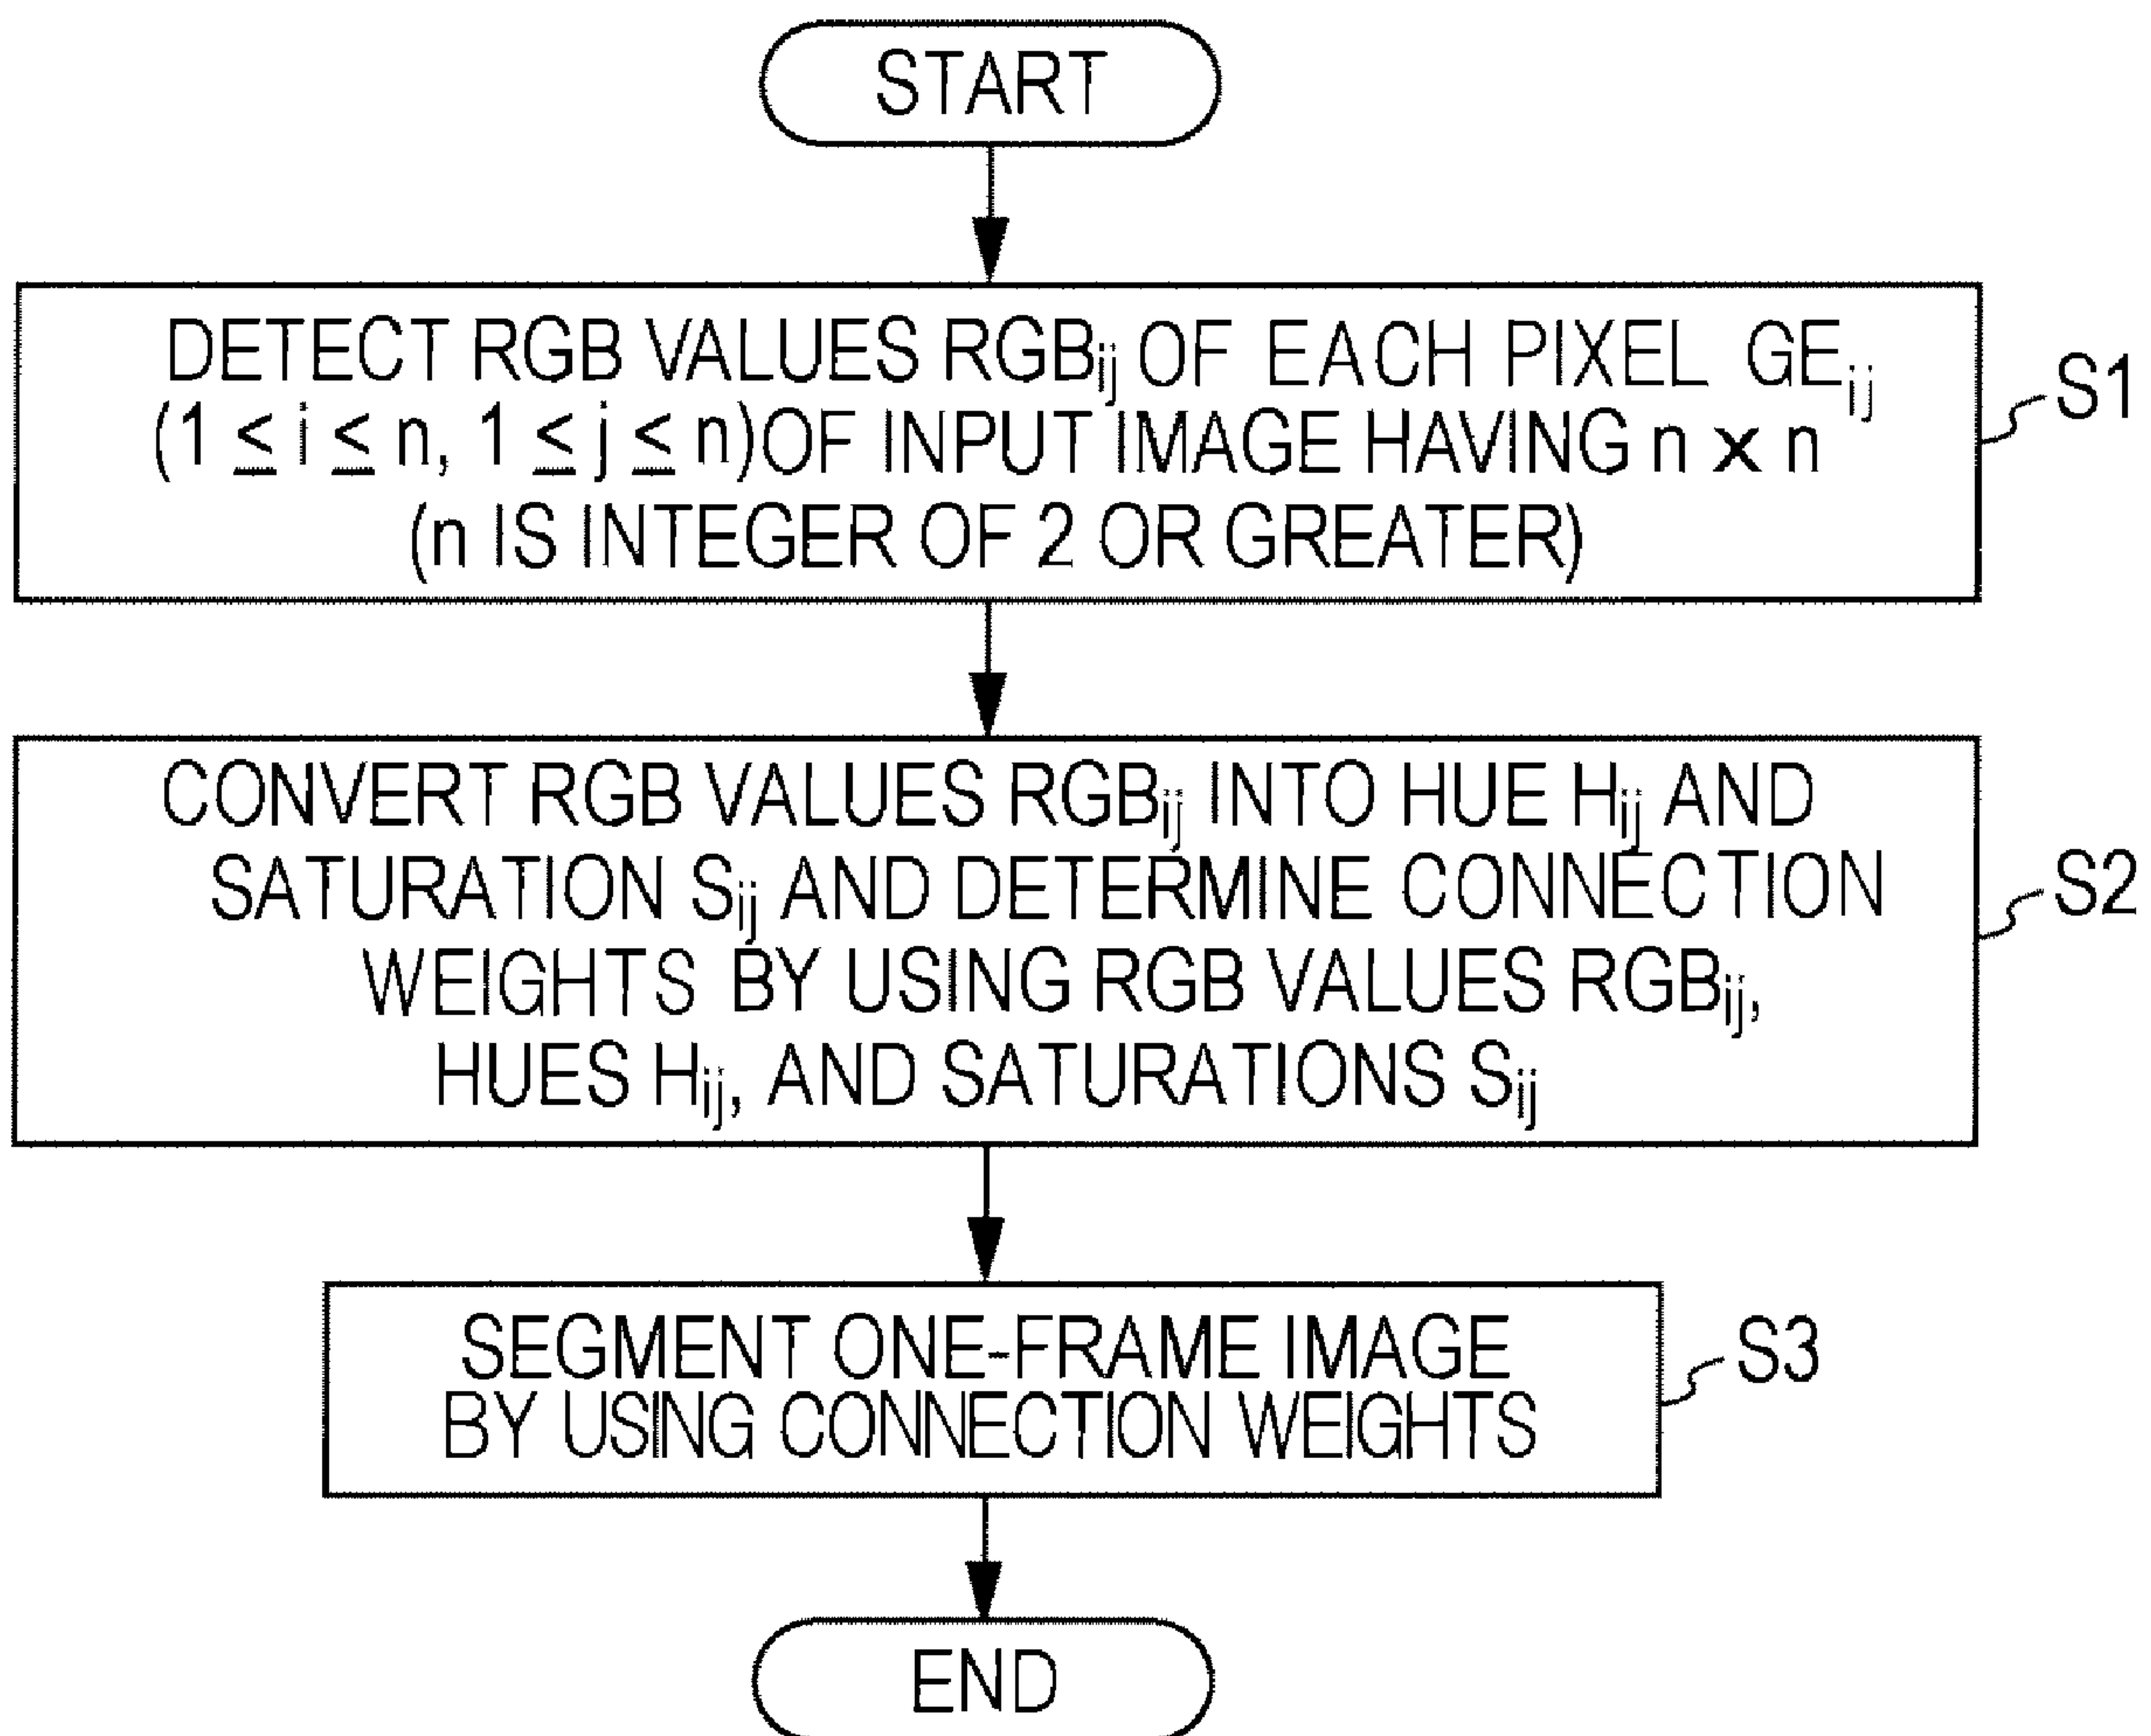 START
DETECT RGB VALUES RGBij OF EACH PIXEL GEij
(1 ≤ i ≤ n, 1 ≤ j ≤ n)OF INPUT IMAGE HAVING n x n
(n IS INTEGER OF 2 OR GREATER)
S1
CONVERT RGB VALUES RGBij INTO HUE Hij AND
SATURATION Sij AND DETERMINE CONNECTION
WEIGHTS BY USING RGB VALUES RGBij,
HUES Hij, AND SATURATIONS Sij
S2
SEGMENT ONE-FRAME IMAGE
BY USING CONNECTION WEIGHTS
S3
END